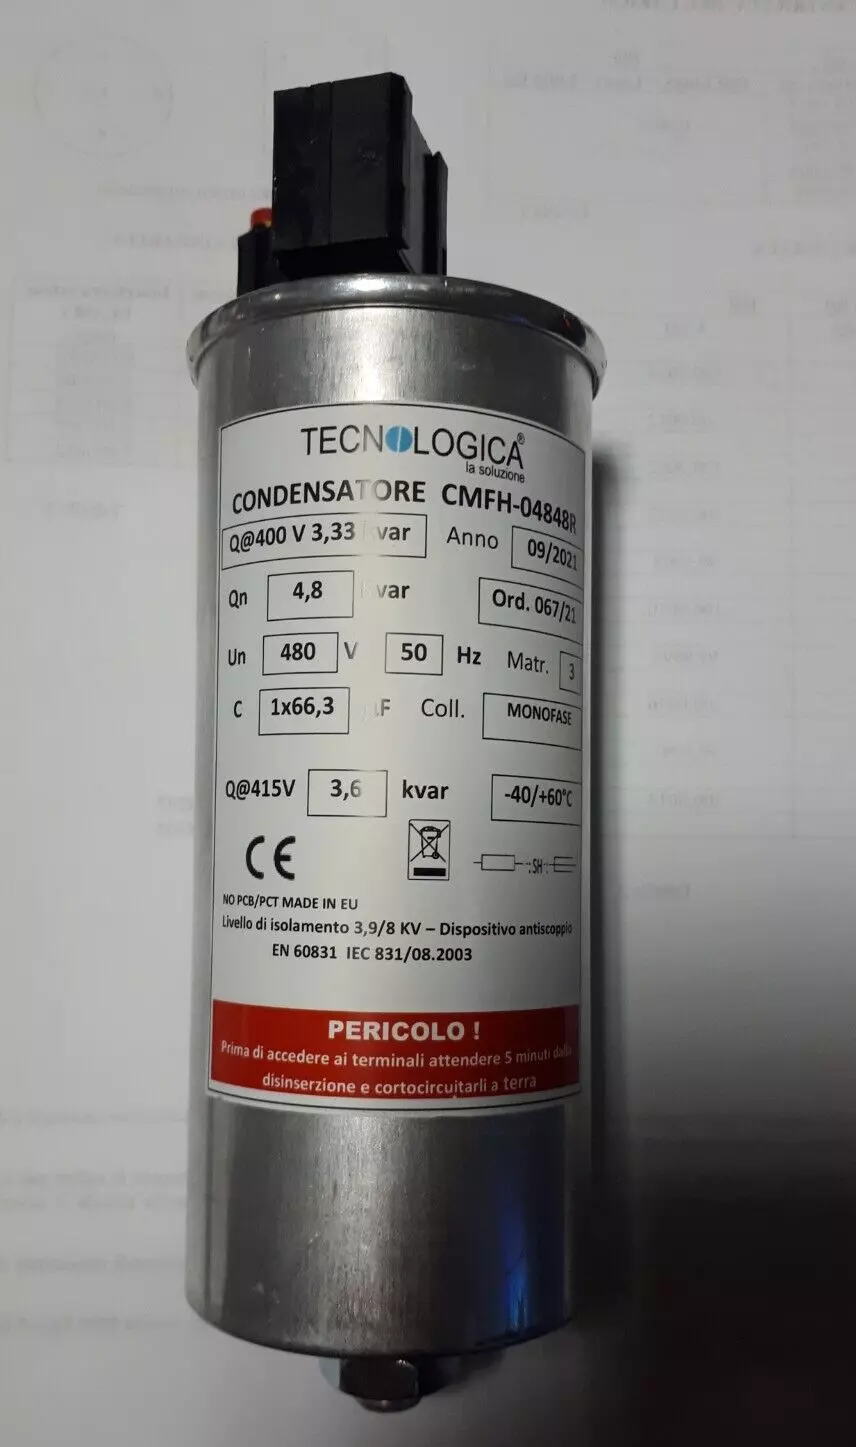 TECNOLOGICA®
la soluzione
CONDENSATORE CMFH-04848R
Q@400 V 3,33 kvar Anno 09/2021
Qn 4,8 kvar Ord. 067/21
Un 480 V 50 Hz Matr. 3
C 1x66,3 µF Coll. MONOFASE
Q@415V 3,6 kvar -40/+60°C
CE SH
NO PCB/PCT MADE IN EU
Livello di isolamento 3,9/8 KV – Dispositivo antiscoppio
EN 60831 IEC 831/08.2003
PERICOLO !
Prima di accedere ai terminali attendere 5 minuti dalla
disinserzione e cortocircuitarli a terra